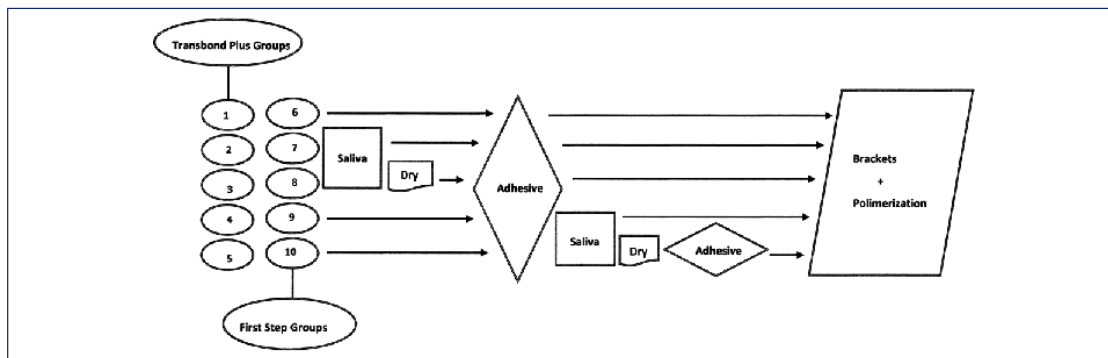 Transbond Plus Groups
1
6
2
7
3
8
4
9
5
10
Saliva
Dry
Adhesive
Saliva
Dry
Adhesive
Brackets
+
Polimerization
First Step Groups